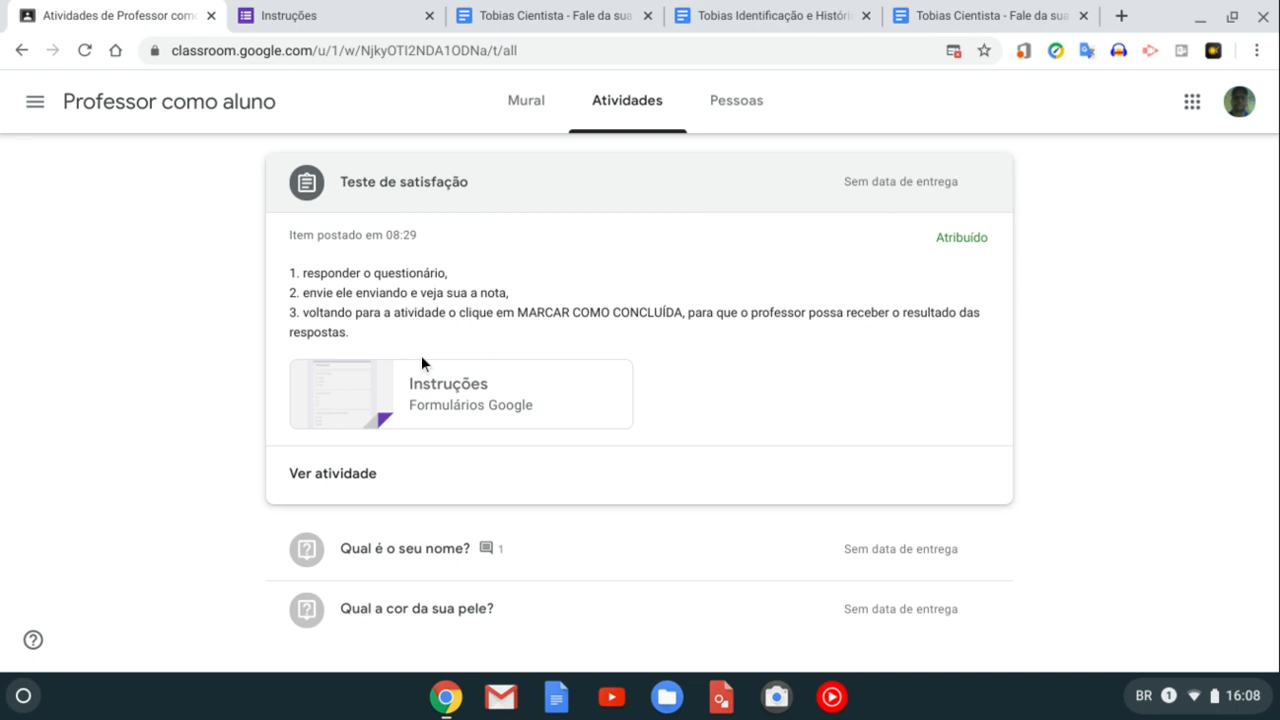 Atividades de Professor como
Instruções
Tobias Cientista - Fale da sua
Tobias Identificação e Históri
Tobias Cientista - Fale da sua
classroom.google.com/u/1/w/NjkyOTI2NDA1ODNa/t/all
Professor como aluno
Mural
Atividades
Pessoas
Teste de satisfação
Sem data de entrega
Item postado em 08:29
Atribuído
1. responder o questionário,
2. envie ele enviando e veja sua a nota,
3. voltando para a atividade o clique em MARCAR COMO CONCLUÍDA, para que o professor possa receber o resultado das
respostas.
Instruções
Formulários Google
Ver atividade
Qual é o seu nome? 1
Sem data de entrega
Qual a cor da sua pele?
Sem data de entrega
BR 1 16:08